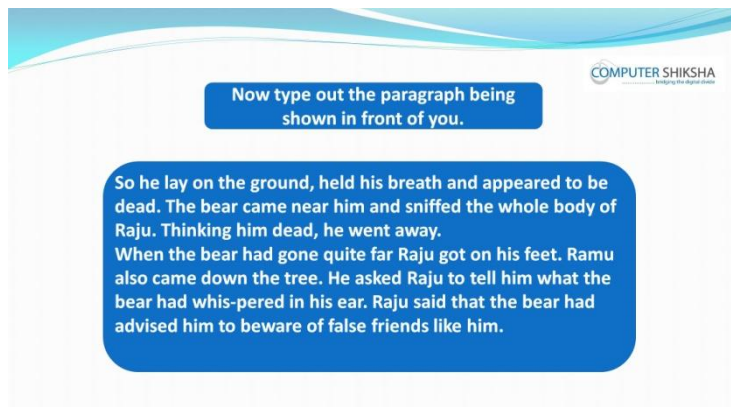 COMPUTER SHIKSHA
bridging the digital divide
Now type out the paragraph being
shown in front of you.
So he lay on the ground, held his breath and appeared to be
dead. The bear came near him and sniffed the whole body of
Raju. Thinking him dead, he went away.
When the bear had gone quite far Raju got on his feet. Ramu
also came down the tree. He asked Raju to tell him what the
bear had whis-pered in his ear. Raju said that the bear had
advised him to beware of false friends like him.